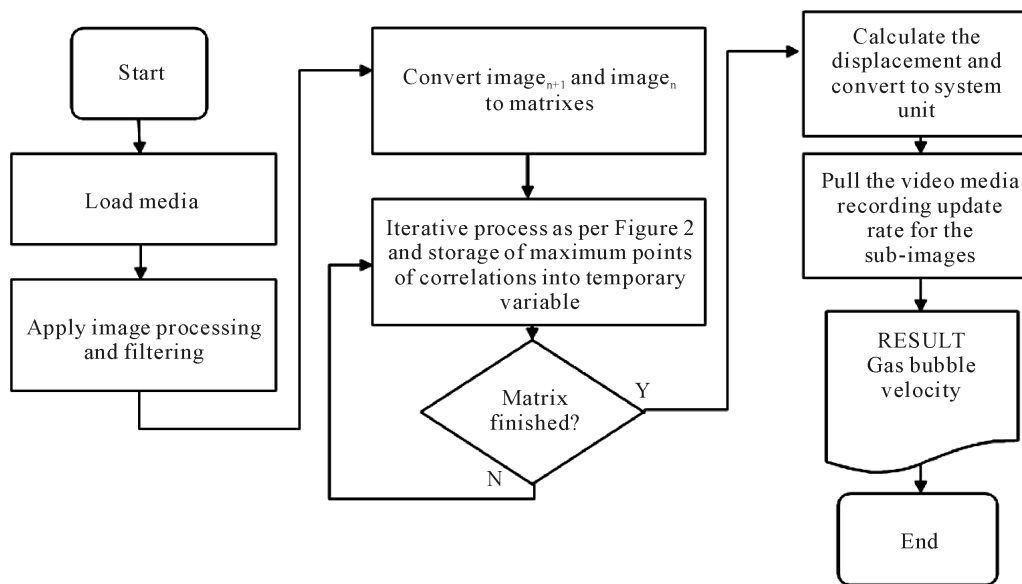 Start
Load media
Apply image processing
and filtering
Convert imageₙ₊₁ and imageₙ
to matrixes
Iterative process as per Figure 2
and storage of maximum points
of correlations into temporary
variable
Matrix
finished?
Y
N
Calculate the
displacement and
convert to system
unit
Pull the video media
recording update
rate for the
sub-images
RESULT
Gas bubble
velocity
End